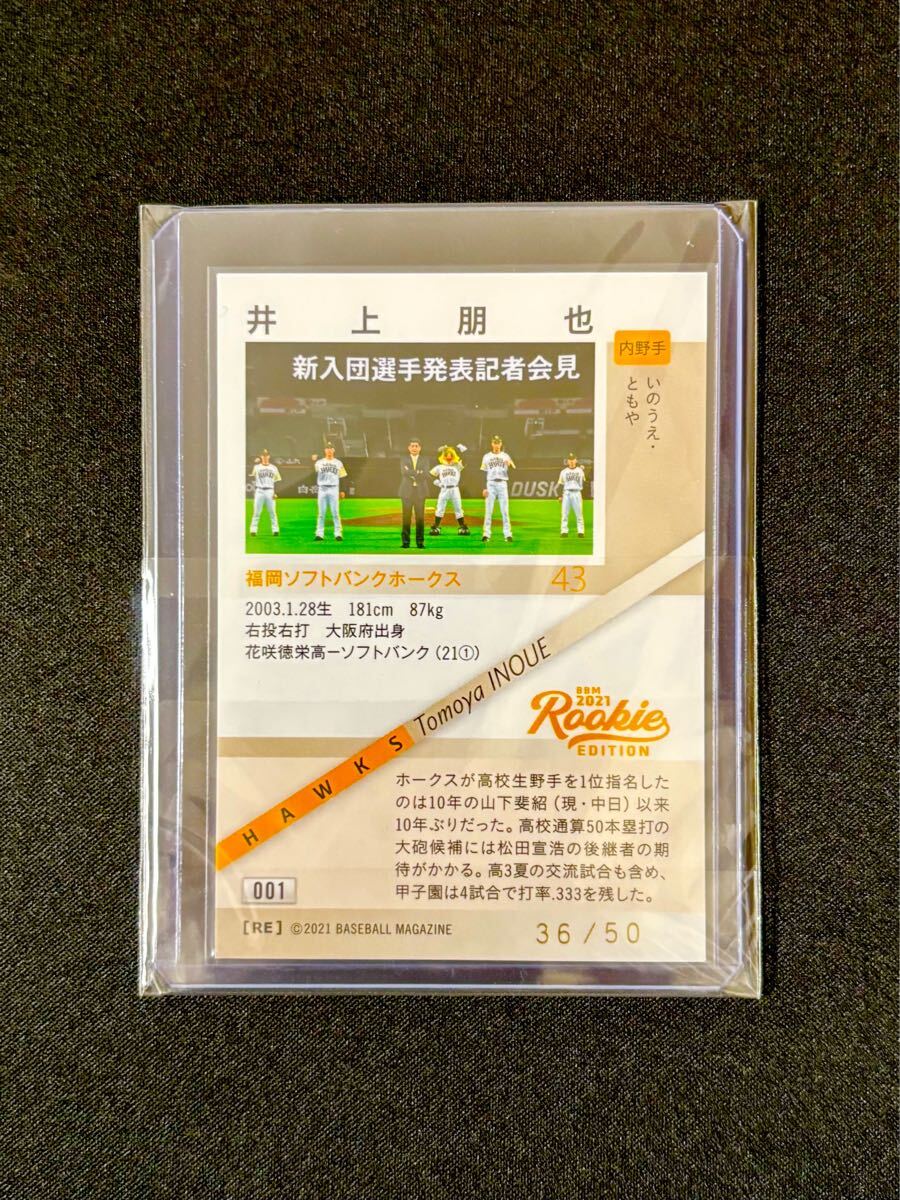 井上朋也
内野手
いのうえ・
ともや
新入団選手発表記者会見
DUSK
福岡ソフトバンクホークス 43
2003.1.28生 181cm 87kg
右投右打 大阪府出身
花咲徳栄高ーソフトバンク(21①)
HAWKS Tomoya INOUE
BBM
2021
Rookie
EDITION
ホークスが高校生野手を1位指名した
のは10年の山下斐紹(現・中日)以来
10年ぶりだった。高校通算50本塁打の
大砲候補には松田宣浩の後継者の期
待がかかる。高3夏の交流試合も含め、
甲子園は4試合で打率.333を残した。
001
[RE] ©2021 BASEBALL MAGAZINE
36/50